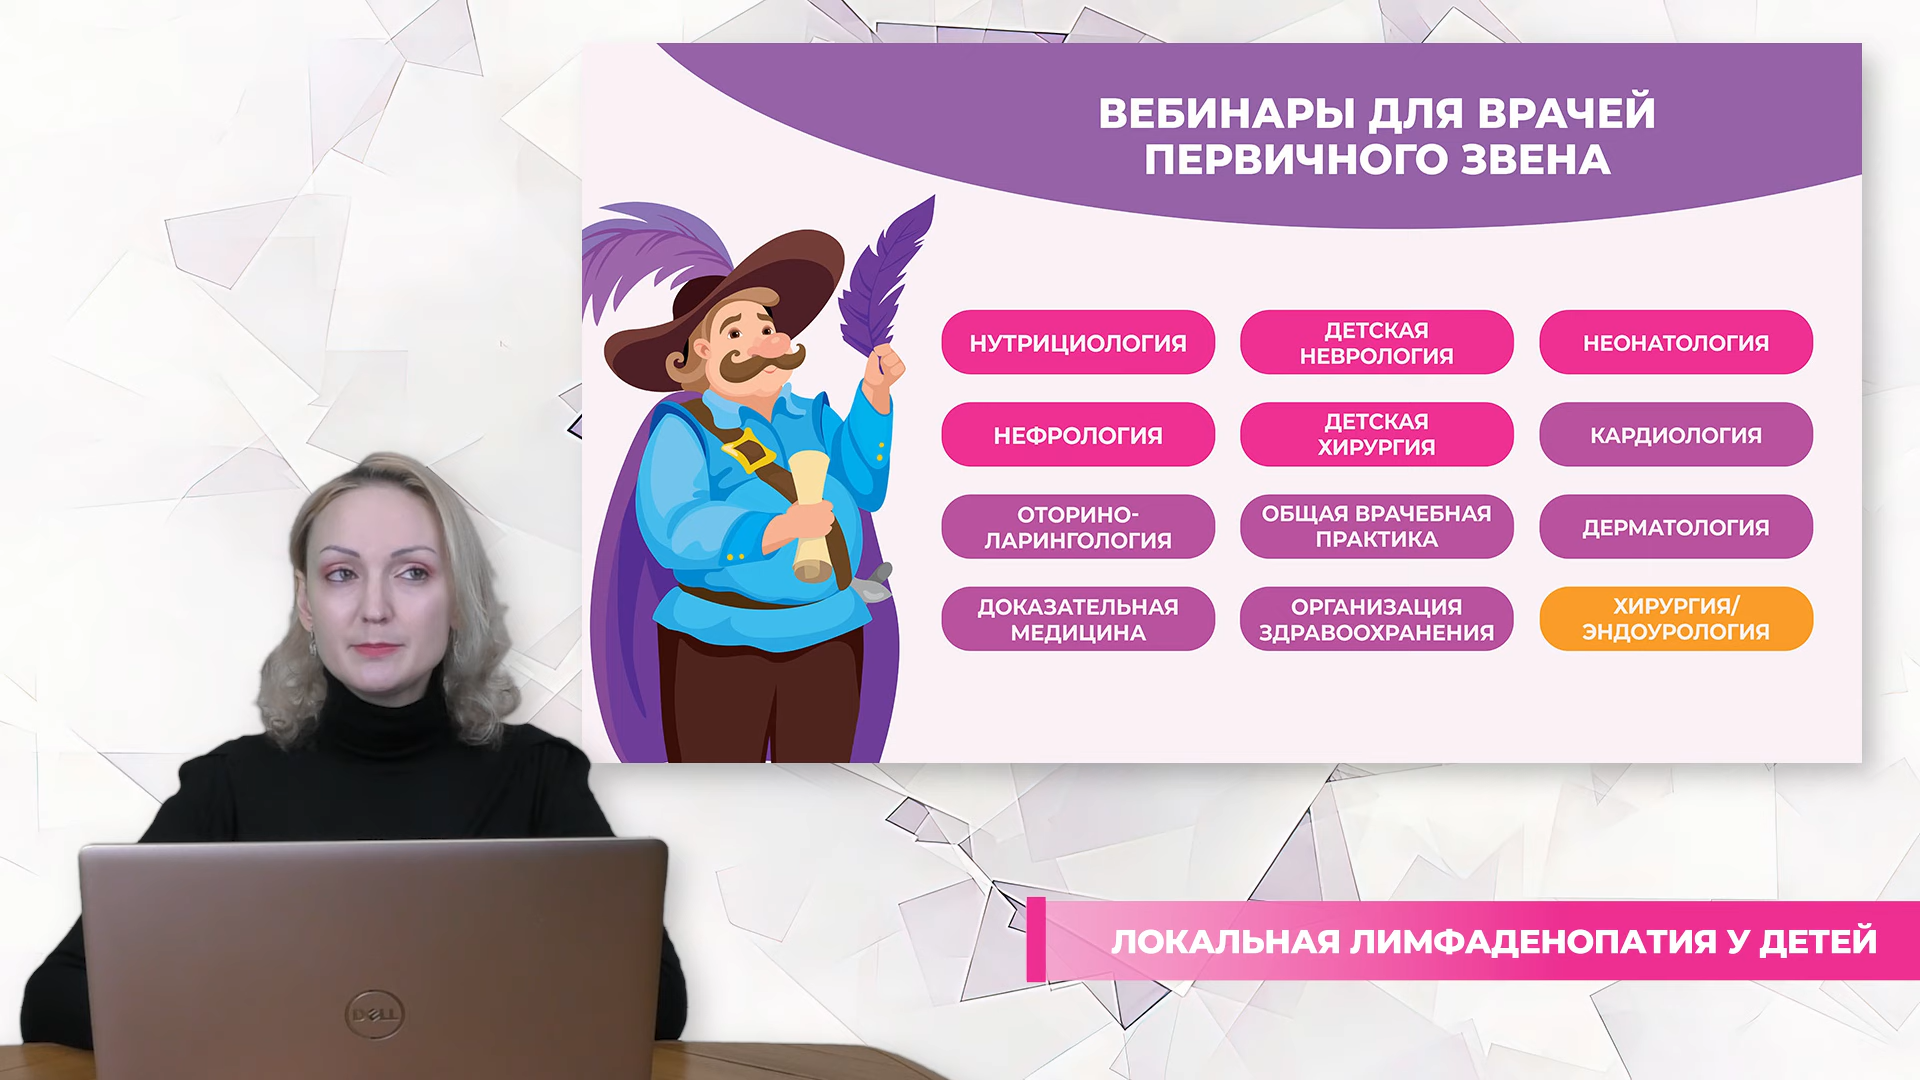 ВЕБИНАРЫ ДЛЯ ВРАЧЕЙ
ПЕРВИЧНОГО ЗВЕНА
НУТРИЦИОЛОГИЯ
ДЕТСКАЯ
НЕВРОЛОГИЯ
НЕОНАТОЛОГИЯ
НЕФРОЛОГИЯ
ДЕТСКАЯ
ХИРУРГИЯ
КАРДИОЛОГИЯ
ОТОРИНО-
ЛАРИНГОЛОГИЯ
ОБЩАЯ ВРАЧЕБНАЯ
ПРАКТИКА
ДЕРМАТОЛОГИЯ
ДОКАЗАТЕЛЬНАЯ
МЕДИЦИНА
ОРГАНИЗАЦИЯ
ЗДРАВООХРАНЕНИЯ
ХИРУРГИЯ/
ЭНДОУРОЛОГИЯ
ЛОКАЛЬНАЯ ЛИМФАДЕНОПАТИЯ У ДЕТЕЙ
DELL